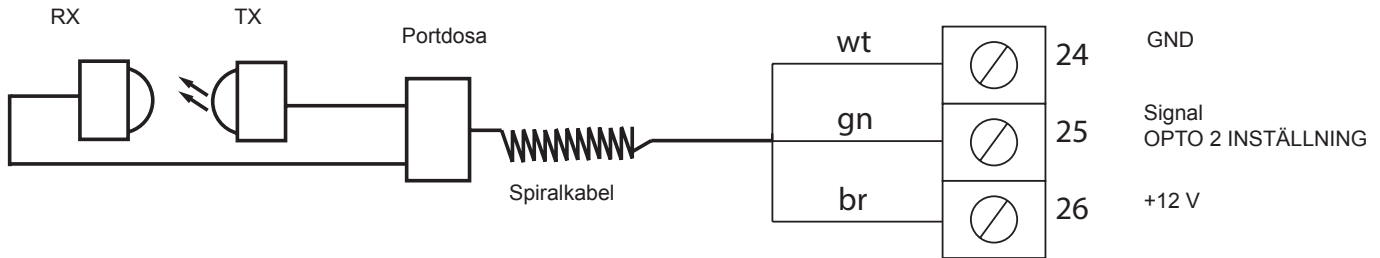 RX
TX
Portdosa
Spiralkabel
wt
24
GND
gn
25
Signal
OPTO 2 INSTÄLLNING
br
26
+12 V